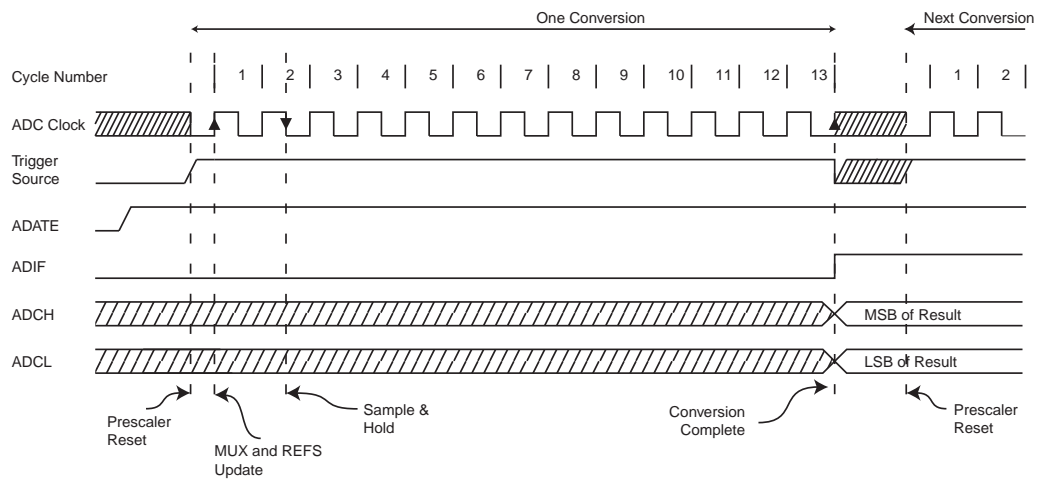 One Conversion
Next Conversion
Cycle Number 1 2 3 4 5 6 7 8 9 10 11 12 13 1 2
ADC Clock
Trigger
Source
ADATE
ADIF
ADCH
MSB of Result
ADCL
LSB of Result
Prescaler
Reset
MUX and REFS
Update
Sample &
Hold
Conversion
Complete
Prescaler
Reset